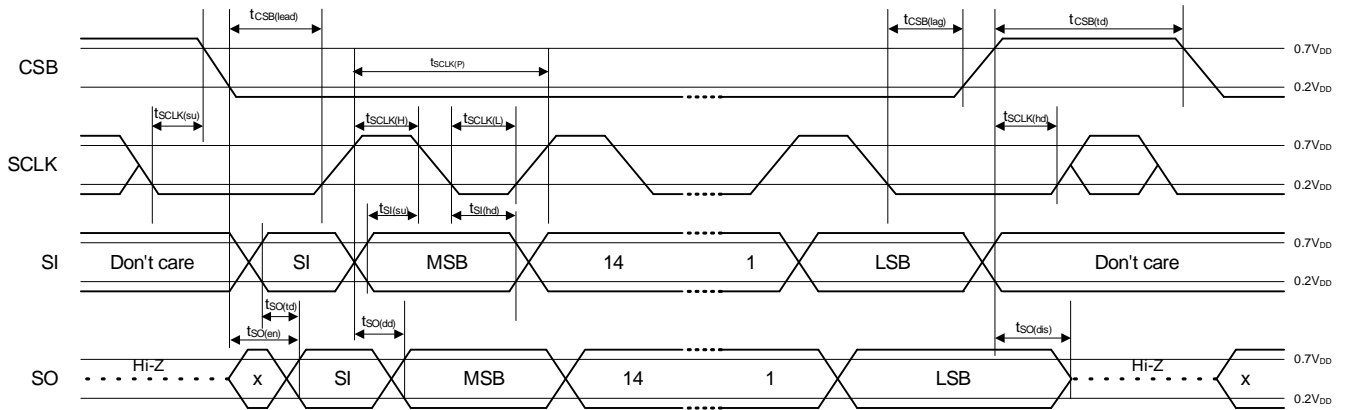 tCSB(lead)
tCSB(lag)
tCSB(td)
CSB
0.7VDD
tSCLK(P)
0.2VDD
tSCLK(su)
tSCLK(H)
tSCLK(L)
tSCLK(hd)
SCLK
0.7VDD
0.2VDD
tSI(su)
tSI(hd)
SI
Don't care
SI
MSB
14
1
LSB
Don't care
0.7VDD
0.2VDD
tSO(td)
tSO(en)
tSO(dd)
tSO(dis)
SO
Hi-Z
x
SI
MSB
14
1
LSB
Hi-Z
x
0.7VDD
0.2VDD